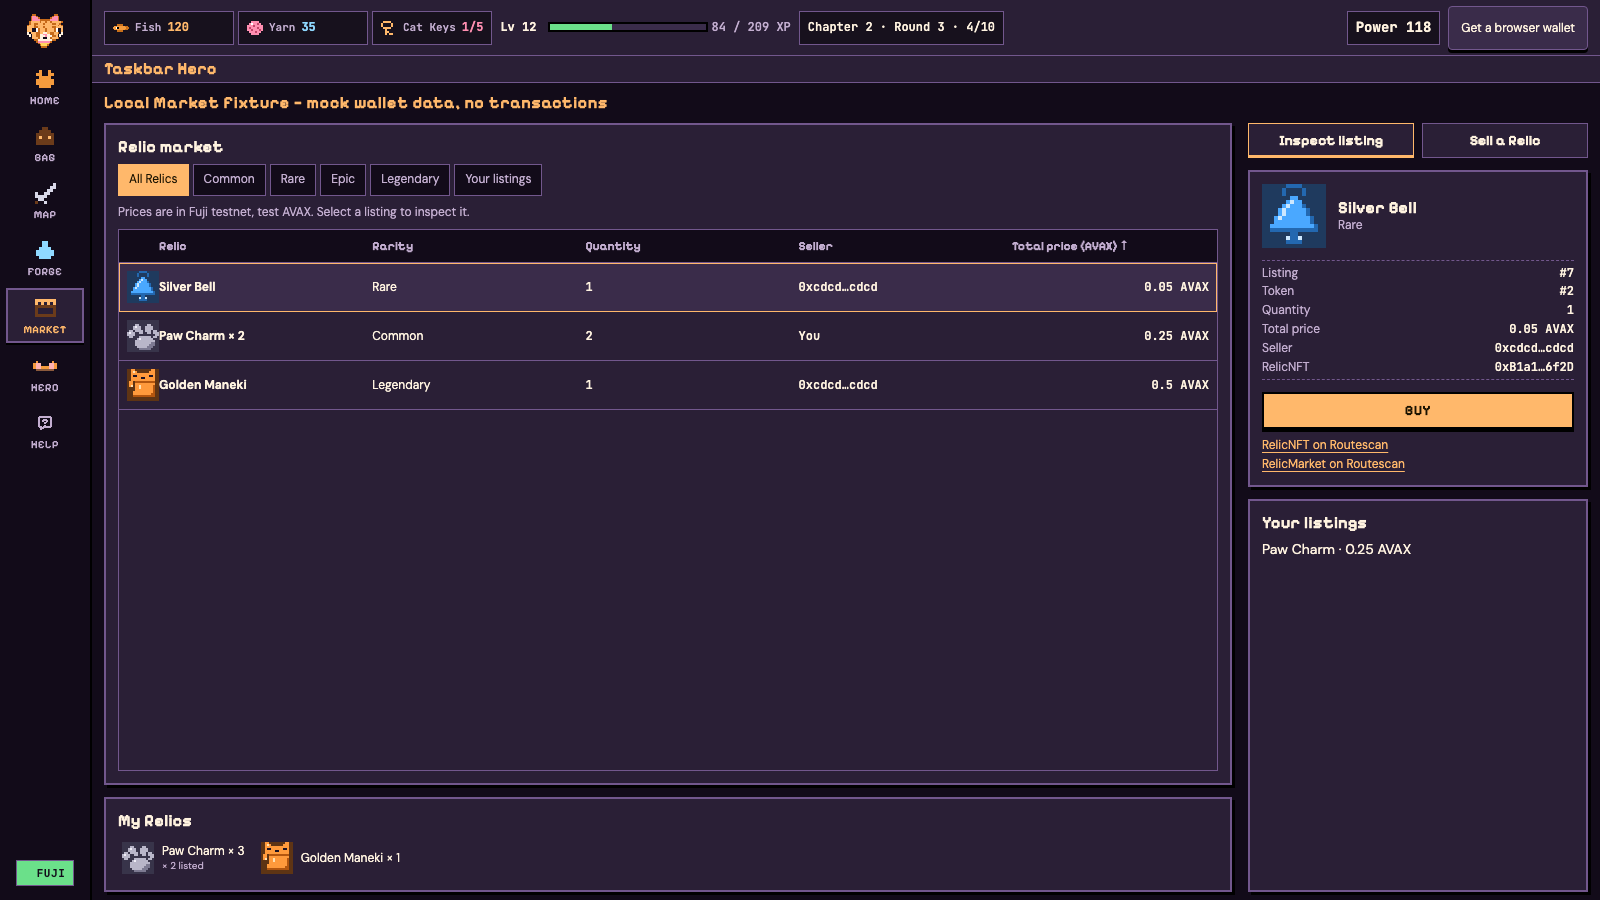 Fish 120
Yarn 35
Cat Keys 1/5
Lv 12
84 / 209 XP
Chapter 2 · Round 3 · 4/10
Power 118
Get a browser wallet
HOME
BAG
MAP
FORGE
MARKET
HERO
HELP
FUJI
Taskbar Hero
Local Market Fixture – mock wallet data, no transactions
Relic market
All Relics
Common
Rare
Epic
Legendary
Your listings
Prices are in Fuji testnet, test AVAX. Select a listing to inspect it.
Relic Rarity Quantity Seller Total price (AVAX) ↑
Silver Bell Rare 1 0xcdcd…cdcd 0.05 AVAX
Paw Charm × 2 Common 2 You 0.25 AVAX
Golden Maneki Legendary 1 0xcdcd…cdcd 0.5 AVAX
My Relics
Paw Charm × 3
× 2 listed
Golden Maneki × 1
Inspect listing
Sell a Relic
Silver Bell
Rare
Listing #7
Token #2
Quantity 1
Total price 0.05 AVAX
Seller 0xcdcd…cdcd
RelicNFT 0xB1a1…6f2D
BUY
RelicNFT on Routescan
RelicMarket on Routescan
Your listings
Paw Charm · 0.25 AVAX